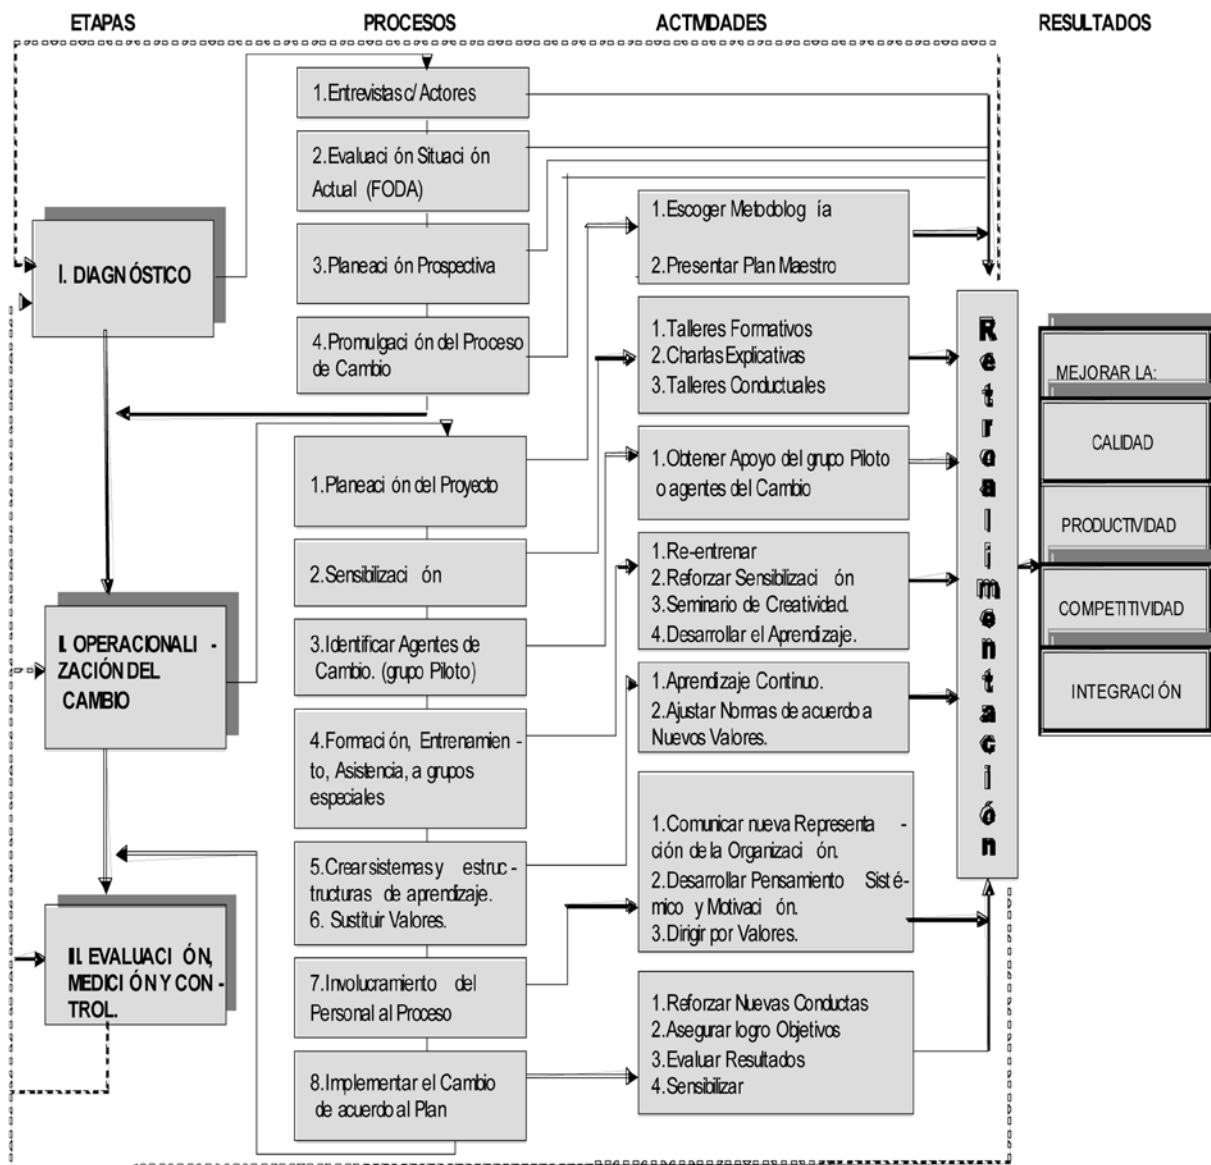 ETAPAS
PROCESOS
ACTIVIDADES
RESULTADOS
I. DIAGNÓSTICO
II. OPERACIONALI -
ZACIÓN DEL
CAMBIO
III. EVALUACIÓN,
MEDICIÓN Y CON -
TROL.
1.Entrevistas c/ Actores
2.Evaluación Situación
Actual (FODA)
3.Planeación Prospectiva
4.Promulgación del Proceso
de Cambio
1.Planeación del Proyecto
2.Sensibilización
3.Identificar Agentes de
Cambio. (grupo Piloto)
4.Formación, Entrenamien-
to, Asistencia, a grupos
especiales
5.Crear sistemas y estruc-
tructuras de aprendizaje.
6. Sustituir Valores.
7.Involucramiento del
Personal al Proceso
8.Implementar el Cambio
de acuerdo al Plan
1.Escoger Metodología
2.Presentar Plan Maestro
1.Talleres Formativos
2.Charlas Explicativas
3.Talleres Conductuales
1.Obtener Apoyo del grupo Piloto
o agentes del Cambio
1.Re-entrenar
2.Reforzar Sensibilización
3.Seminario de Creatividad.
4.Desarrollar el Aprendizaje.
1.Aprendizaje Continuo.
2.Ajustar Normas de acuerdo a
Nuevos Valores.
1.Comunicar nueva Representa -
ción de la Organización.
2.Desarrollar Pensamiento Sisté-
mico y Motivación.
3.Dirigir por Valores.
1.Reforzar Nuevas Conductas
2.Asegurar logro Objetivos
3.Evaluar Resultados
4.Sensibilizar
Retroalimentación
MEJORAR LA:
CALIDAD
PRODUCTIVIDAD
COMPETITIVIDAD
INTEGRACIÓN